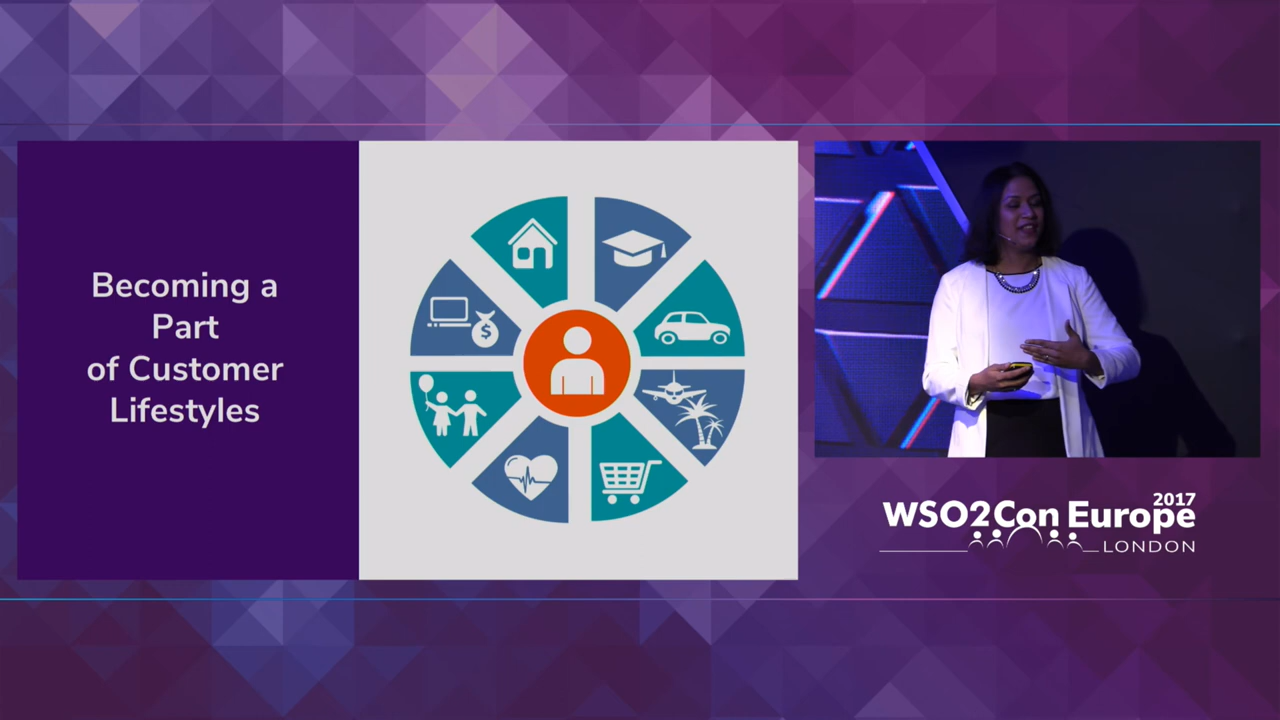 Becoming a
Part
of Customer
Lifestyles
$
2017
WSO2Con Europe
LONDON